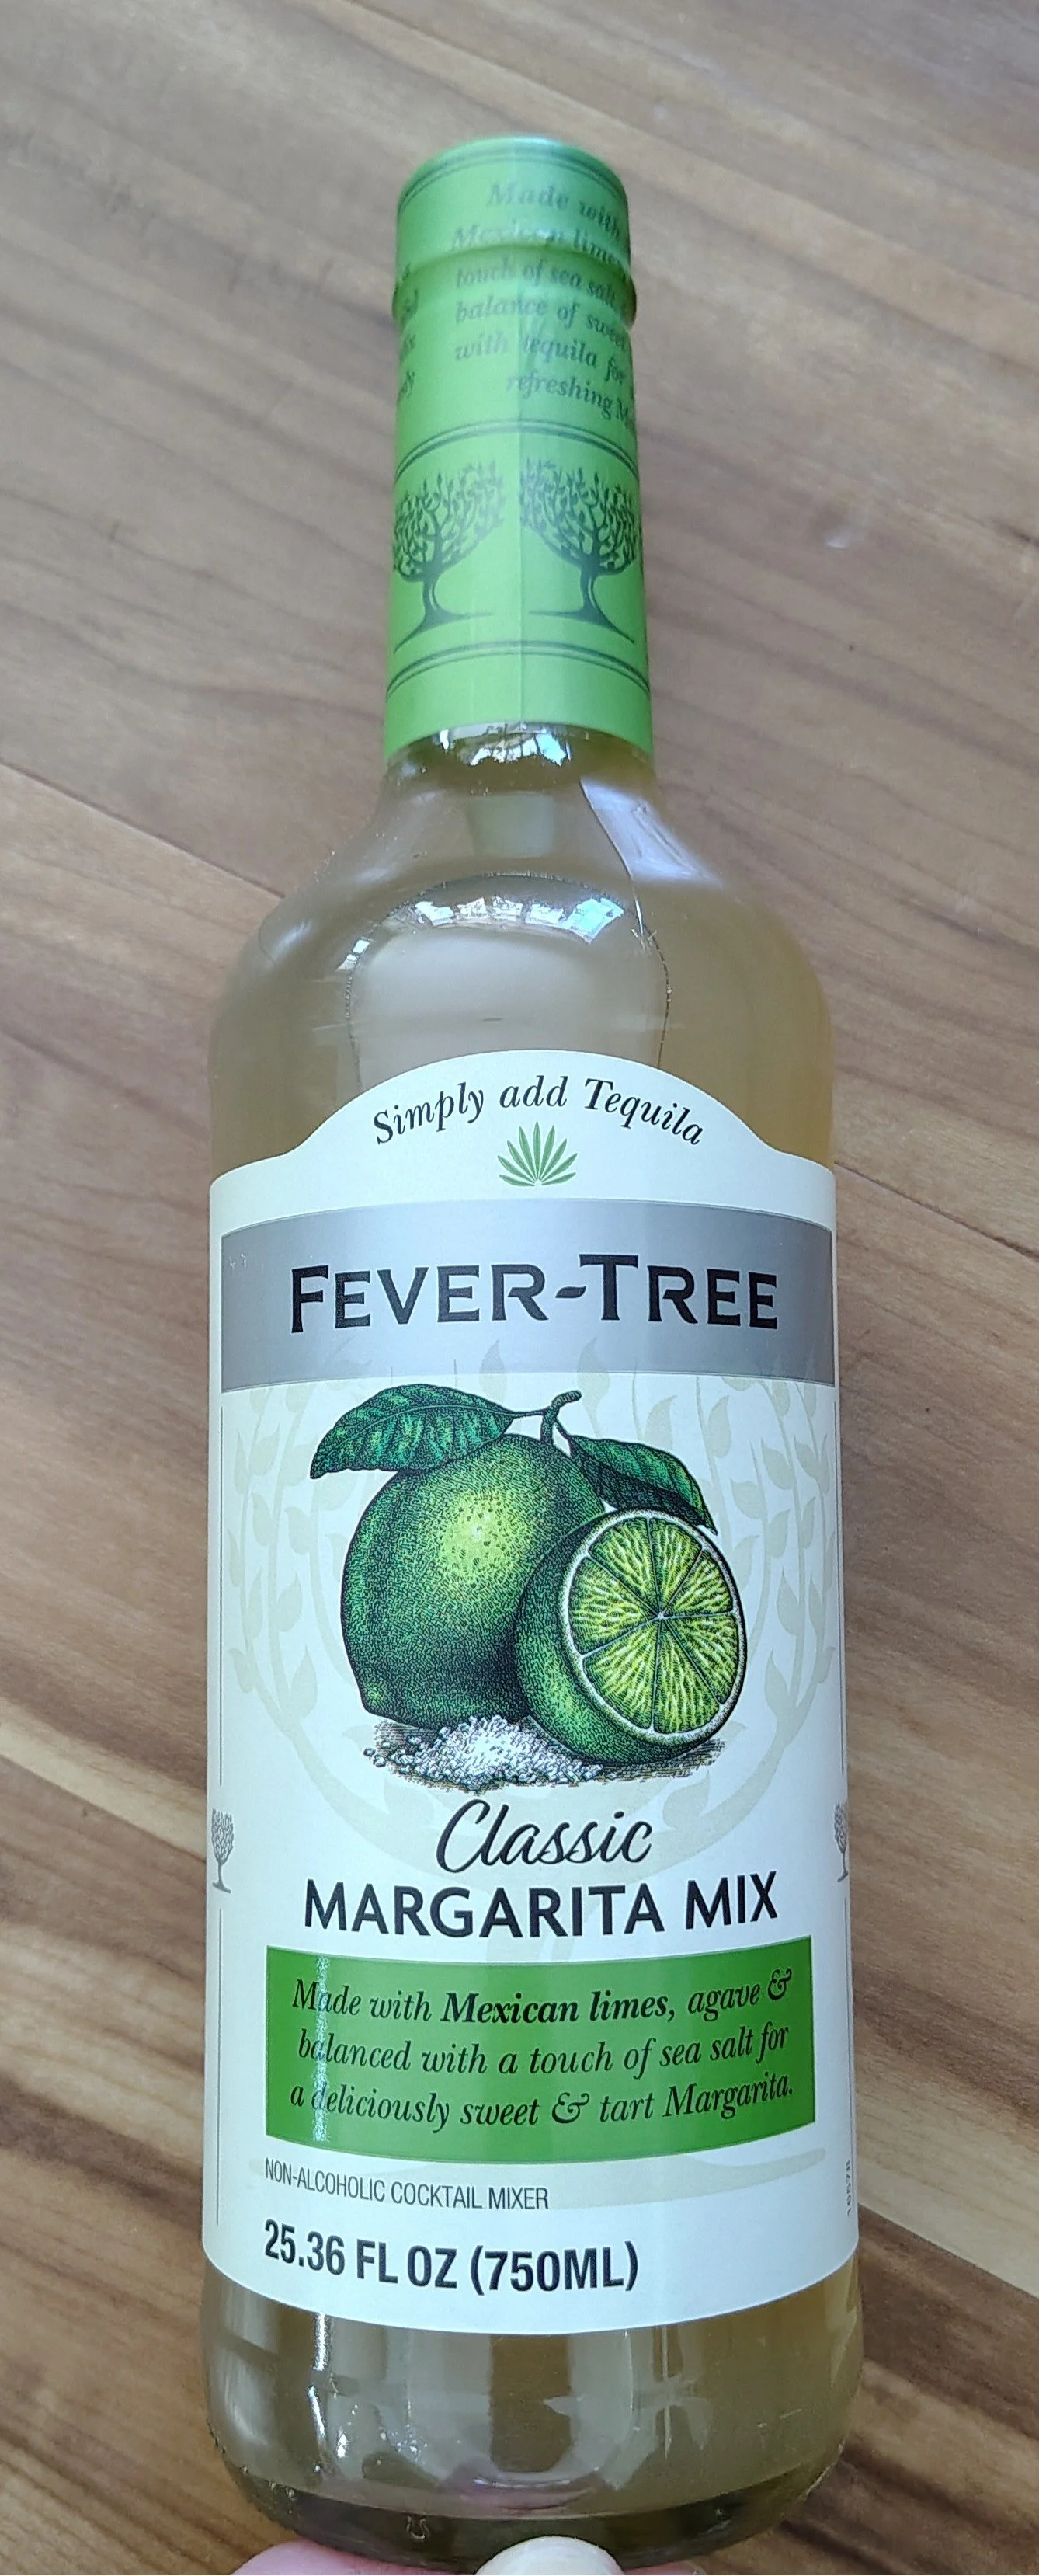 Made with
Mexican lime
touch of sea salt
balance of sweet
with tequila for
refreshing
Simply add Tequila
FEVER-TREE
Classic
MARGARITA MIX
Made with Mexican limes, agave &
balanced with a touch of sea salt for
a deliciously sweet & tart Margarita.
NON-ALCOHOLIC COCKTAIL MIXER
25.36 FL OZ (750ML)